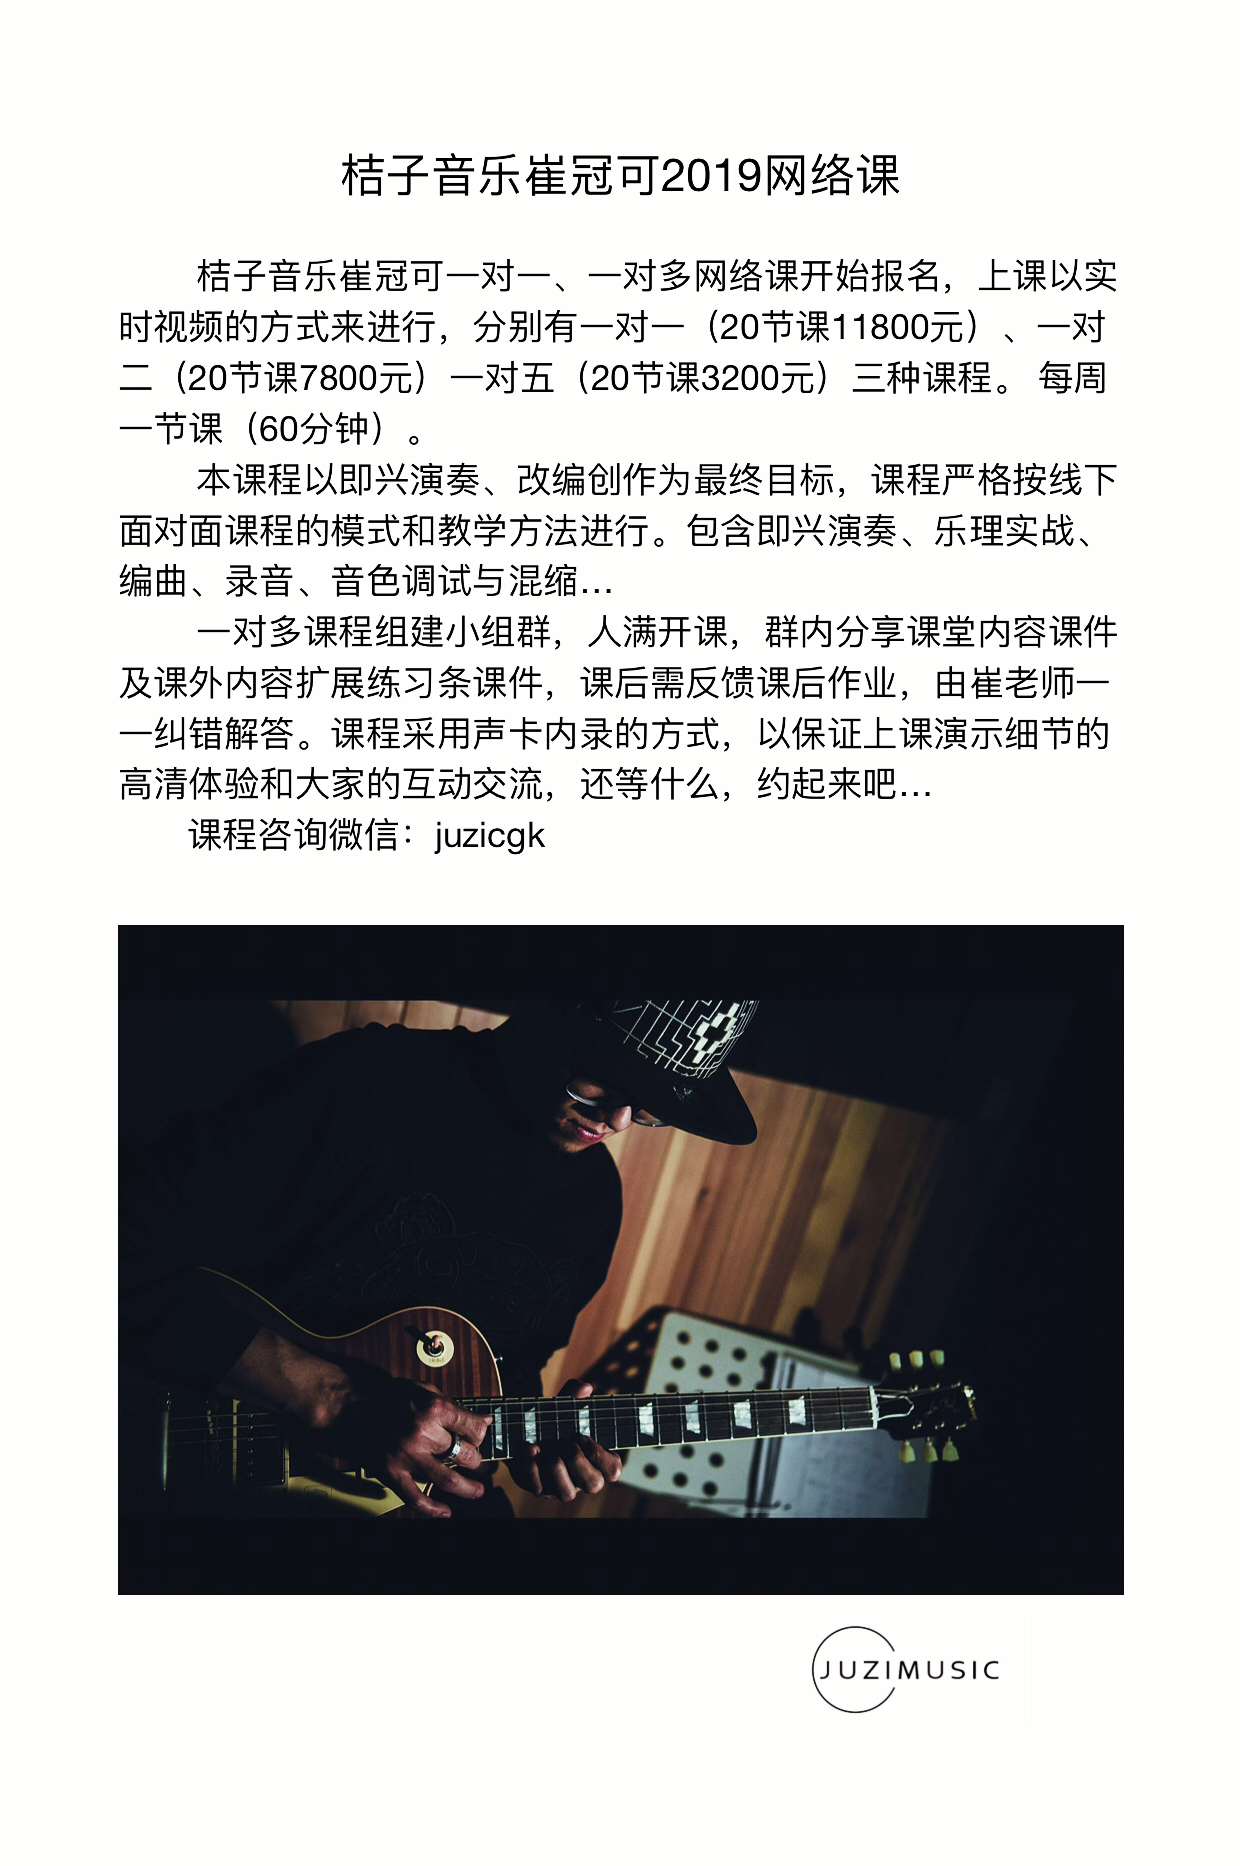 桔子音乐崔冠可2019网络课
桔子音乐崔冠可一对一、一对多网络课开始报名，上课以实
时视频的方式来进行，分别有一对一（20节课11800元）、一对
二（20节课7800元）一对五（20节课3200元）三种课程。 每周
一节课（60分钟）。
本课程以即兴演奏、改编创作为最终目标，课程严格按线下
面对面课程的模式和教学方法进行。包含即兴演奏、乐理实战、
编曲、录音、音色调试与混缩…
一对多课程组建小组群，人满开课，群内分享课堂内容课件
及课外内容扩展练习条课件，课后需反馈课后作业，由崔老师一
一纠错解答。课程采用声卡内录的方式，以保证上课演示细节的
高清体验和大家的互动交流，还等什么，约起来吧…
课程咨询微信：juzicgk
JUZIMUSIC